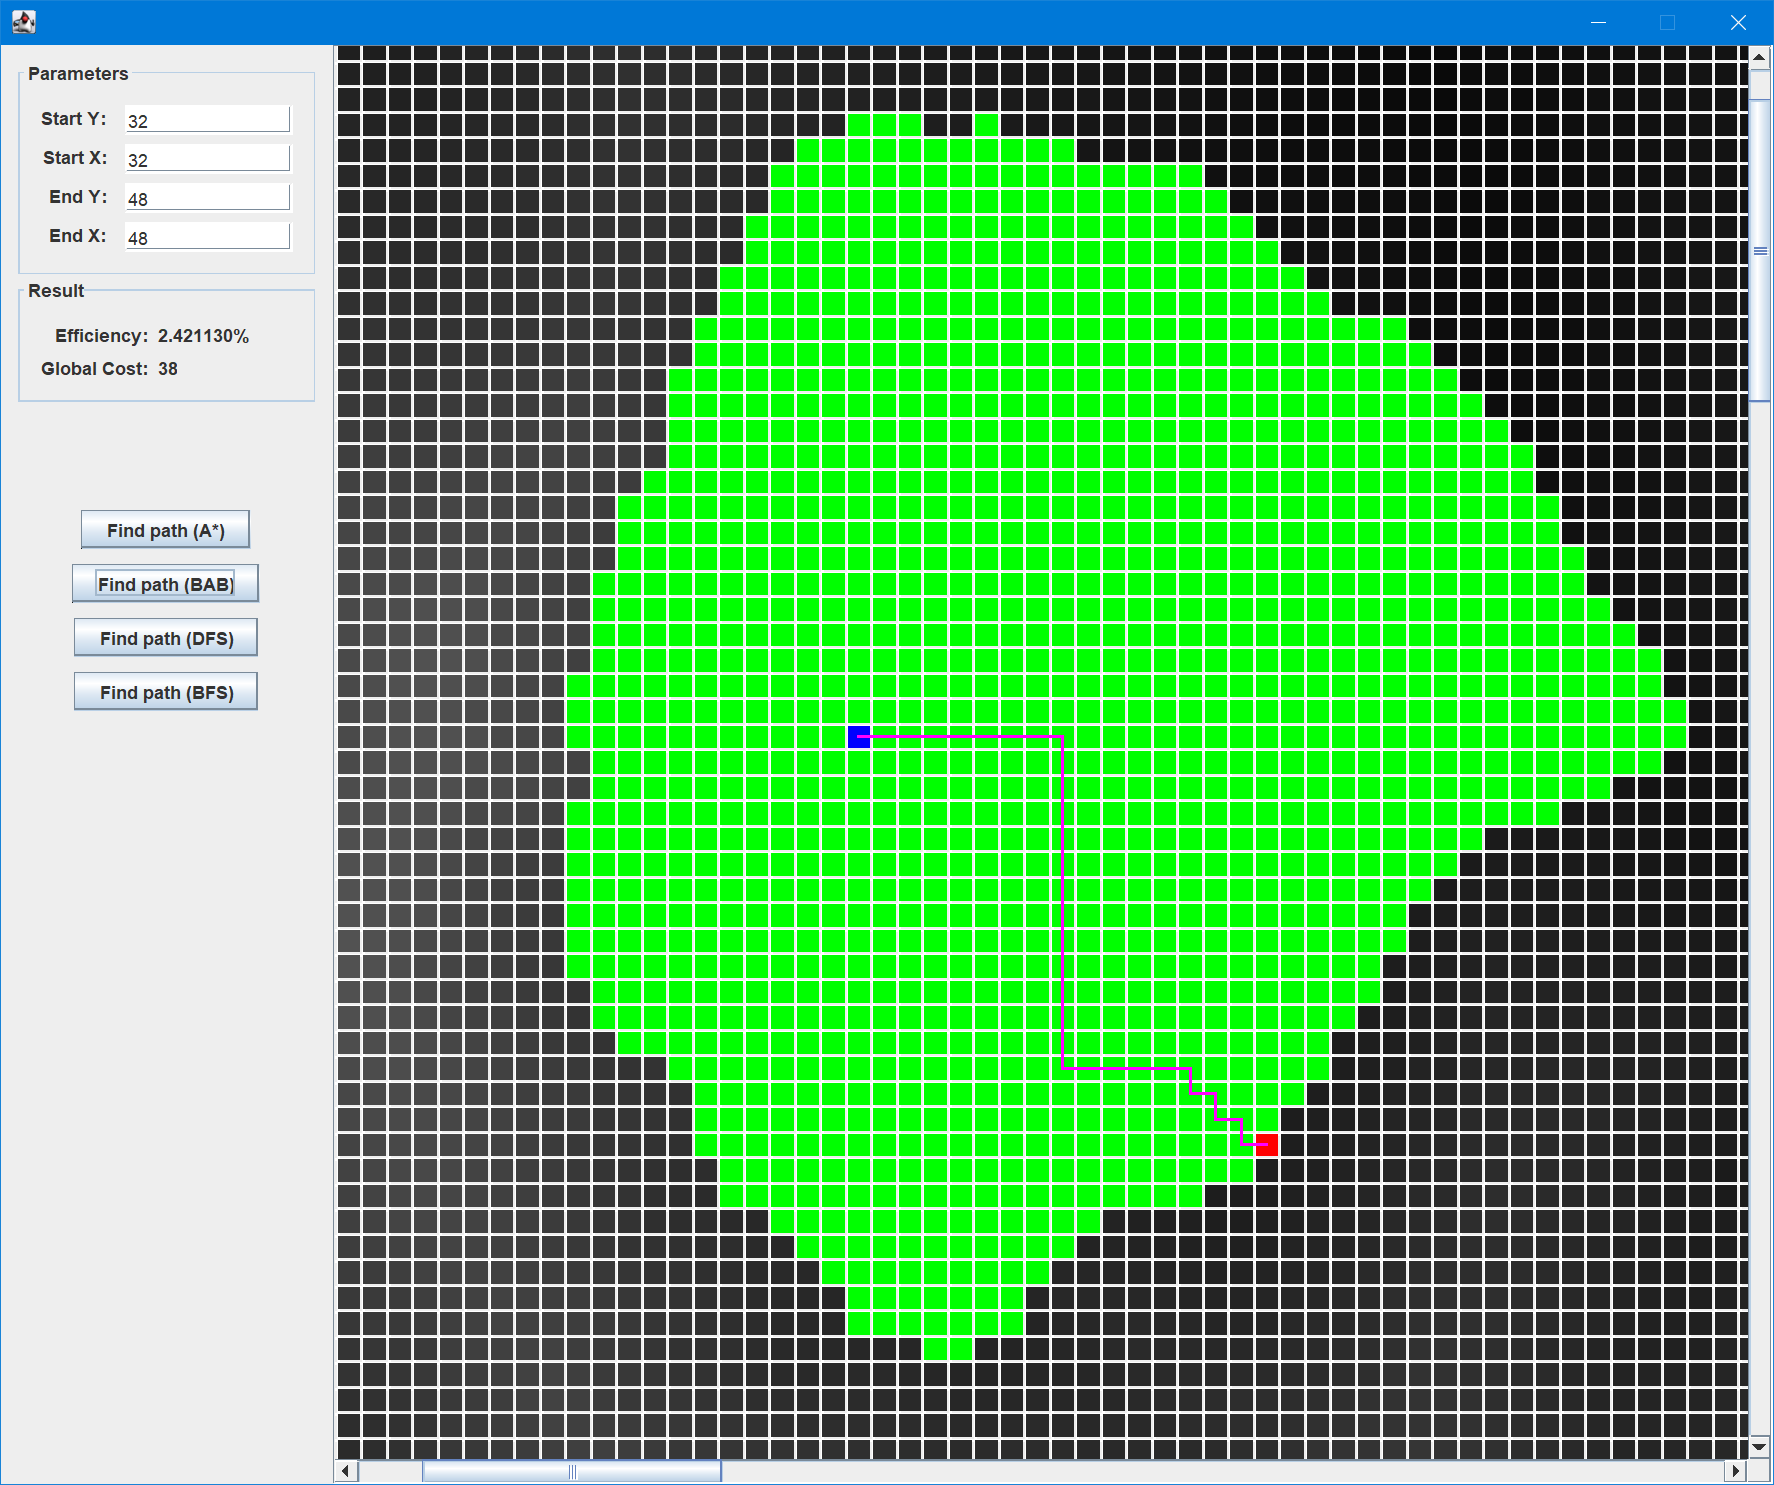 Parameters
Start Y: 32
Start X: 32
End Y: 48
End X: 48
Result
Efficiency: 2.421130%
Global Cost: 38
Find path (A*)
Find path (BAB)
Find path (DFS)
Find path (BFS)